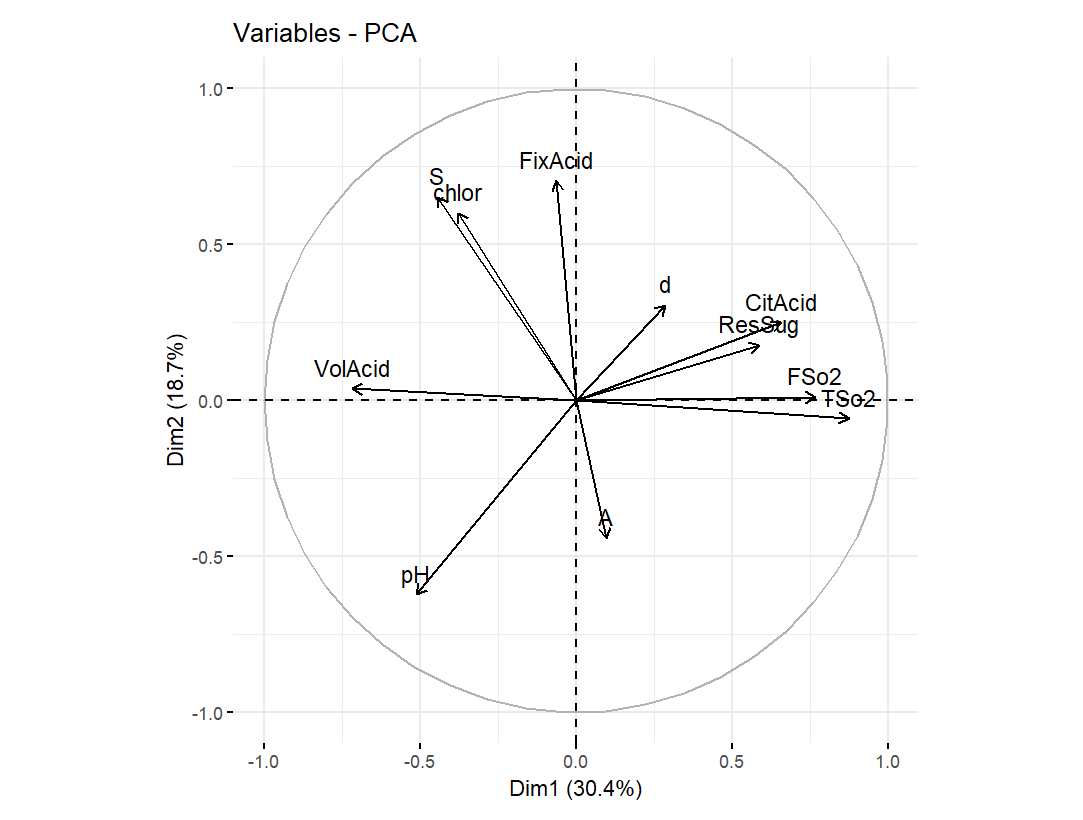 Variables - PCA
1.0
0.5
0.0
-0.5
-1.0
Dim2 (18.7%)
FixAcid
S
chlor
d
CitAcid
ResSug
VolAcid
FSo2
TSo2
A
pH
-1.0
-0.5
0.0
0.5
1.0
Dim1 (30.4%)